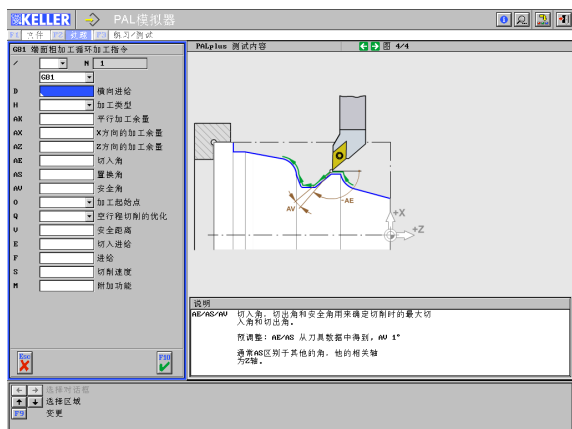 KELLER PAL模拟器
F1 文件 F2 对话 F3 练习/测试
G81 端面粗加工循环加工指令
/ N 1
G81
D 横向进给
H 加工类型
AK 平行加工余量
AX X方向的加工余量
AZ Z方向的加工余量
AE 切入角
AS 置换角
AV 安全角
O 加工起始点
Q 空行程切削的优化
V 安全距离
E 切入进给
F 进给
S 切削速度
M 附加功能
Esc F10
PALplus 测试内容 图 4/4
AV
AE
+X
+Z
说明
AE/AS/AV 切入角, 切出角和安全角用来确定切削时的最大切
入角和切出角。
预调整: AE/AS 从刀具数据中得到, AV 1°
通常AS区别于其他的角, 他的相关轴
为Z轴。
选择对话框
选择区域
F9 变更